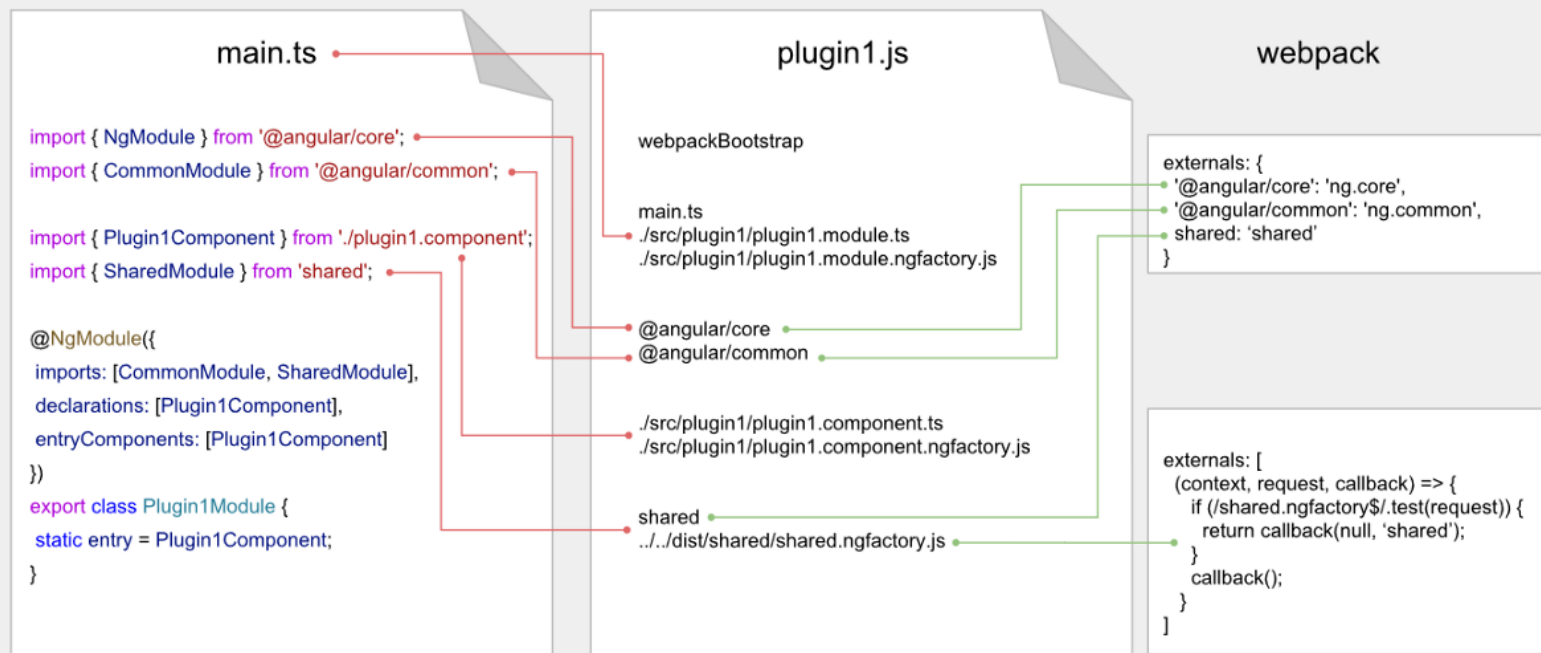 main.ts
import { NgModule } from '@angular/core';
import { CommonModule } from '@angular/common';
import { Plugin1Component } from './plugin1.component';
import { SharedModule } from 'shared';
@NgModule({
imports: [CommonModule, SharedModule],
declarations: [Plugin1Component],
entryComponents: [Plugin1Component]
})
export class Plugin1Module {
static entry = Plugin1Component;
}
plugin1.js
webpackBootstrap
main.ts
./src/plugin1/plugin1.module.ts
./src/plugin1/plugin1.module.ngfactory.js
@angular/core
@angular/common
./src/plugin1/plugin1.component.ts
./src/plugin1/plugin1.component.ngfactory.js
shared
../../dist/shared/shared.ngfactory.js
webpack
externals: {
'@angular/core': 'ng.core',
'@angular/common': 'ng.common',
shared: ‘shared’
}
externals: [
(context, request, callback) => {
if (/shared.ngfactory$/.test(request)) {
return callback(null, ‘shared’);
}
callback();
}
]